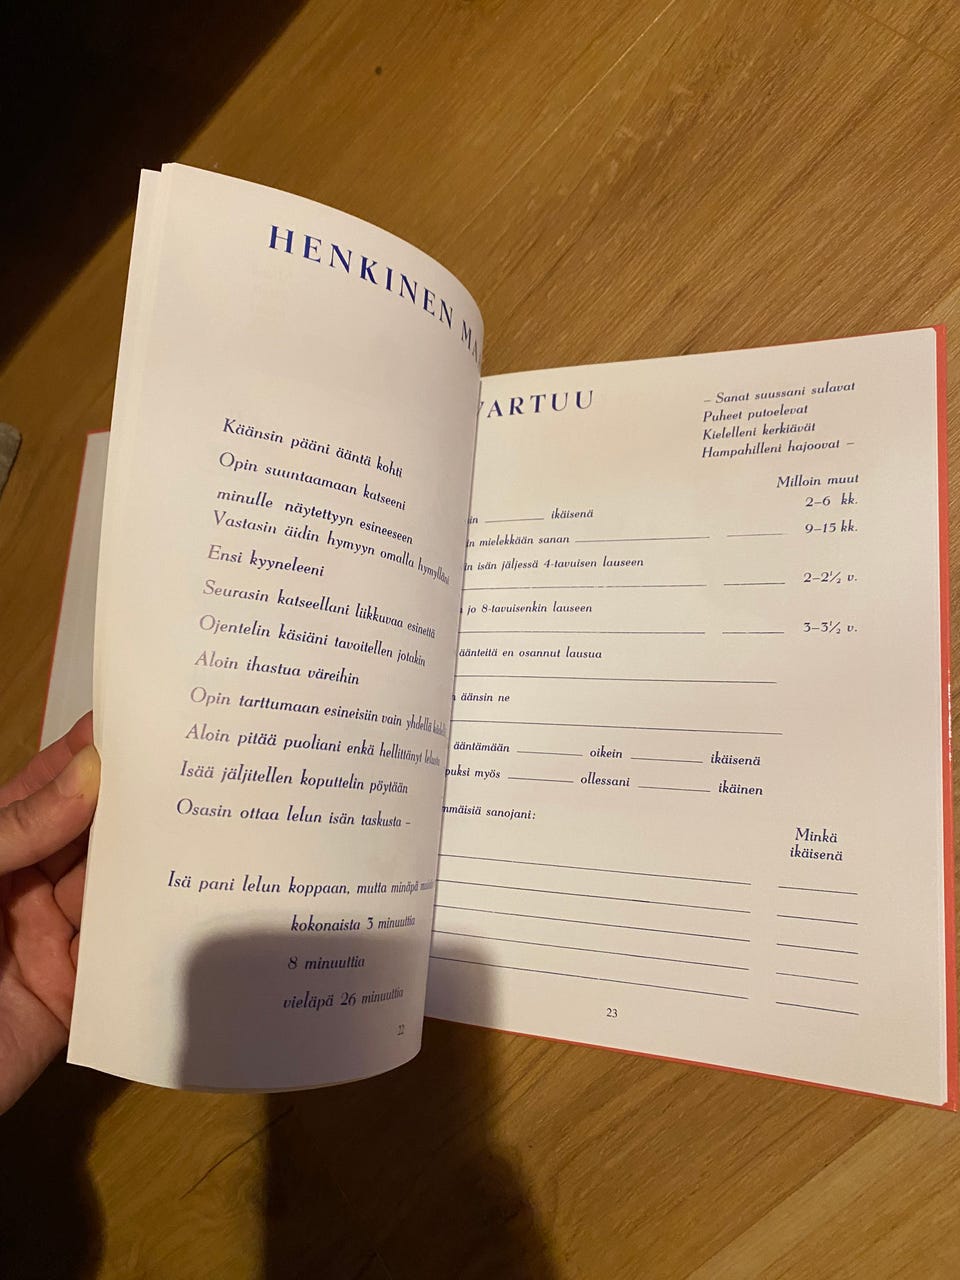 HENKINEN
Käänsin pääni ääntä kohti
Opin suuntaamaan katseeni
minulle näytettyyn esineeseen
Vastasin äidin hymyyn omalla hymylläni
Ensi kyyneleeni
Seurasin katseellani liikkuvaa esinettä
Ojentelin käsiäni tavoitellen jotakin
Aloin ihastua väreihin
Opin tarttumaan esineisiin vain yhdellä
Aloin pitää puoliani enkä hellittänyt lelusta
Isää jäljitellen koputtelin pöytään
Osasin ottaa lelun isän taskusta –
Isä pani lelun koppaan, mutta minäpä
kokonaista 3 minuuttia
8 minuuttia
vieläpä 26 minuuttia
22
VARTUU
– Sanat suussani sulavat
Puheet putoelevat
Kielelleni kerkiävät
Hampahilleni hajoovat –
Milloin muut
ikäisenä 2–6 kk.
mielekkään sanan 9–15 kk.
isän jäljessä 4-tavuisen lauseen
2–2½ v.
jo 8-tavuisenkin lauseen
3–3½ v.
äänteitä en osannut lausua
äänsin ne
ääntämään oikein ikäisenä
myös ollessani ikäinen
sanojani:
Minkä
ikäisenä
23